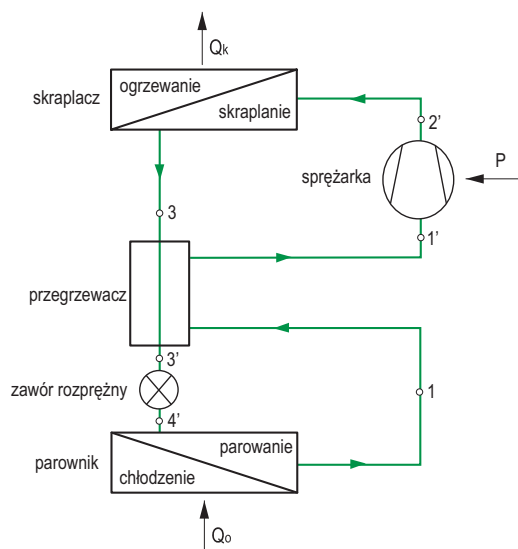 Qk
ogrzewanie
skraplacz
skraplanie
2’
sprężarka
P
3
1’
przegrzewacz
3’
zawór rozprężny
1
4’
parowanie
parownik
chłodzenie
Qo